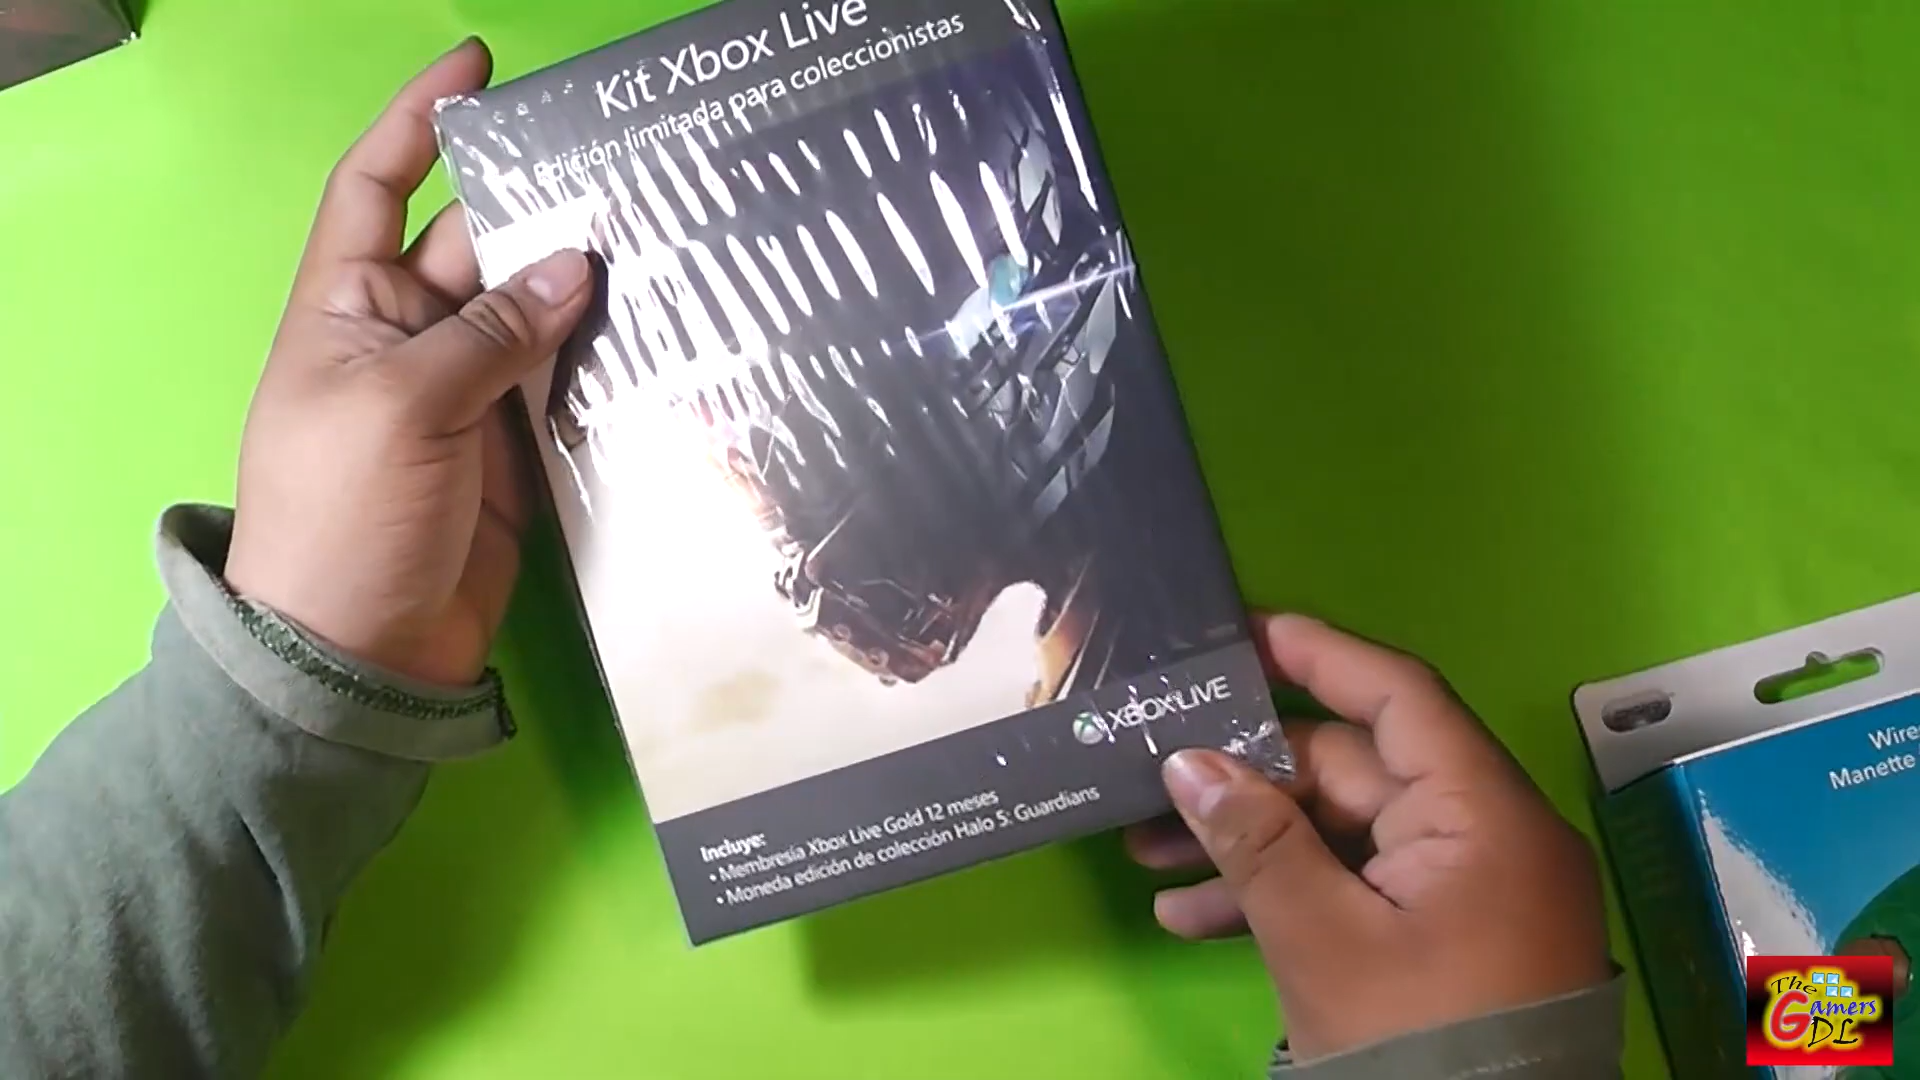 Kit Xbox Live
Edición limitada para coleccionistas
XBOX LIVE
Incluye:
• Membresía Xbox Live Gold 12 meses
• Moneda edición de colección Halo 5: Guardians
Manette
The
Gamers
DL